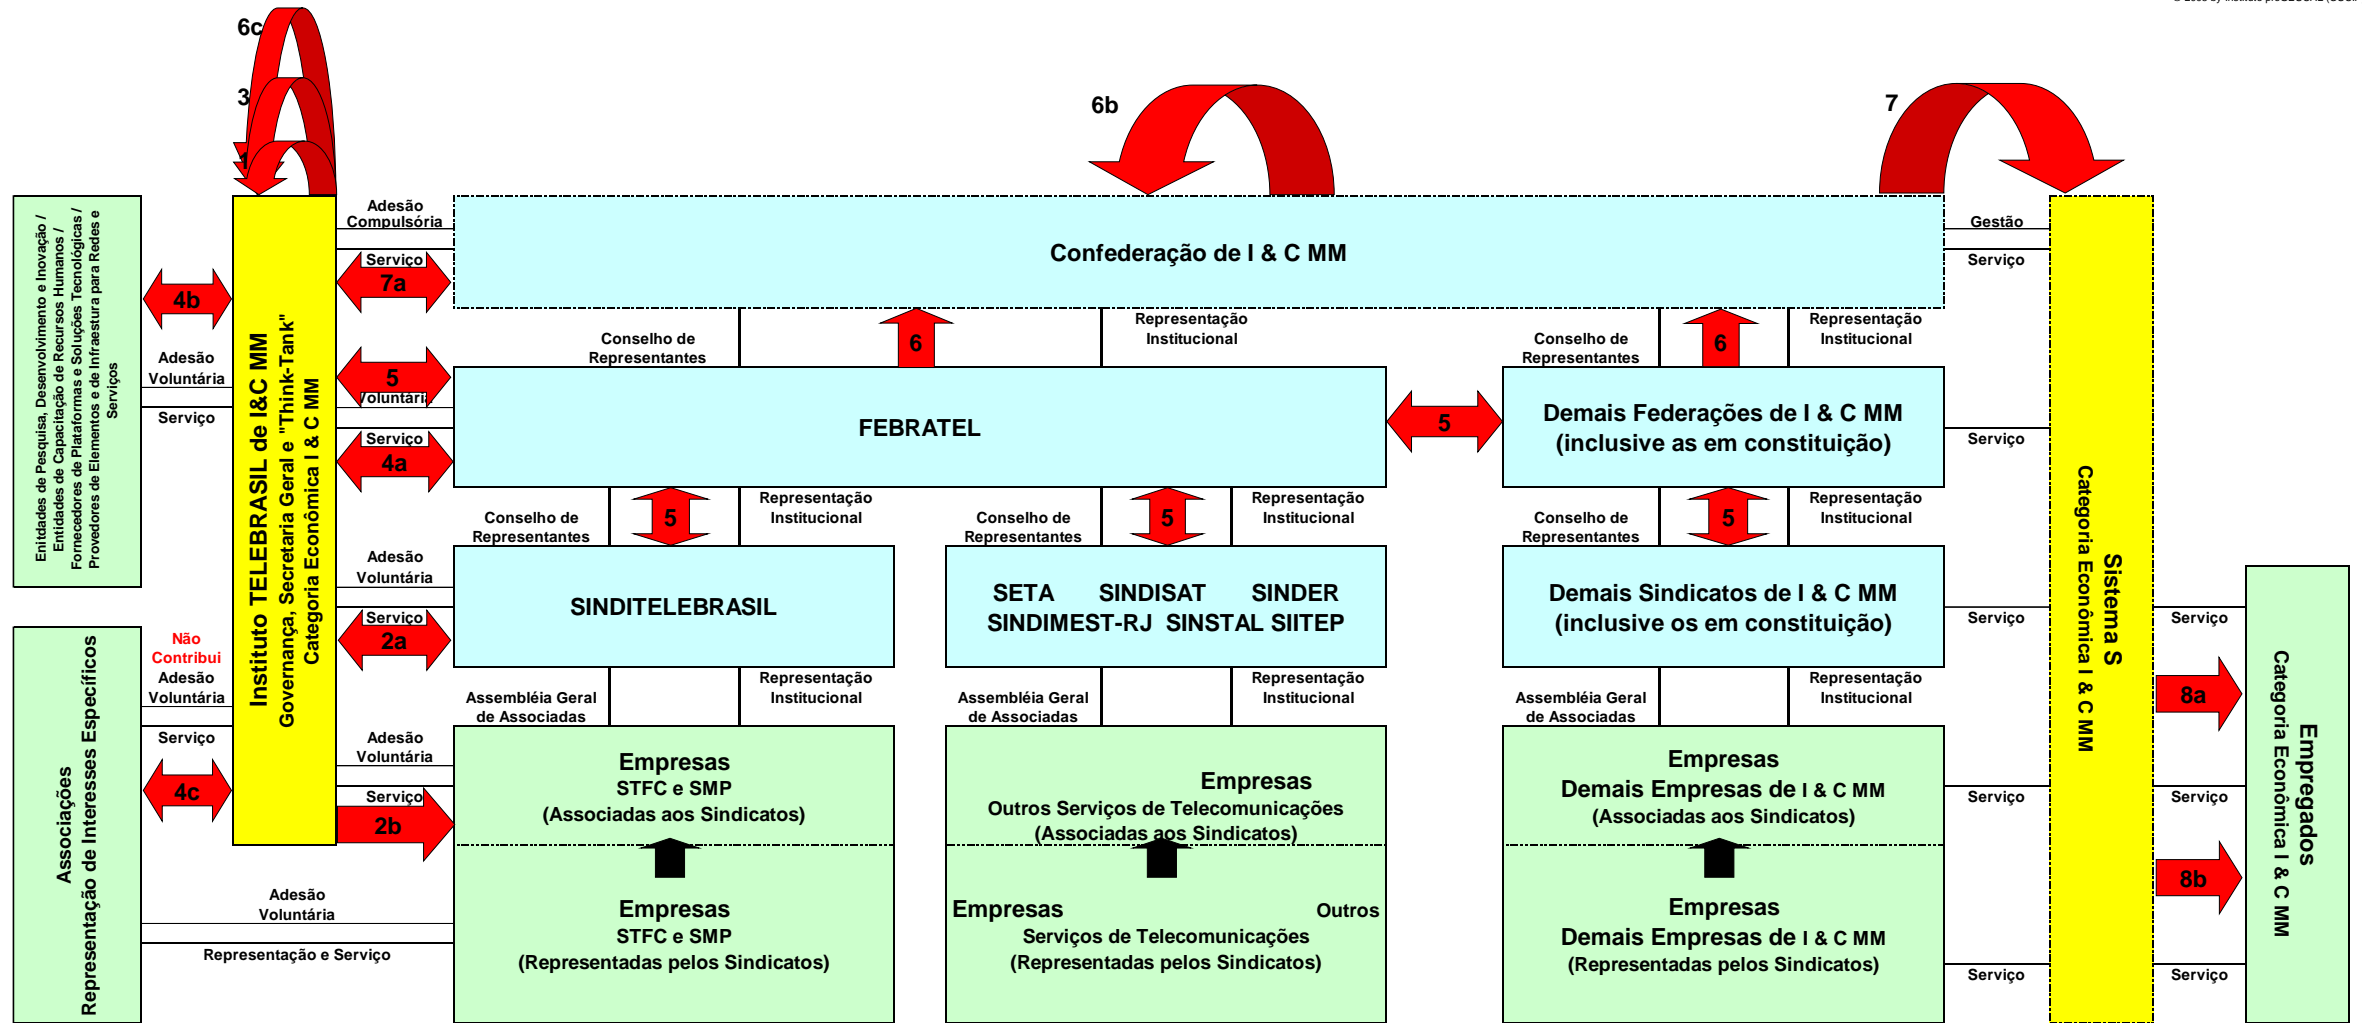 6c
3
1
6b
7
Enitdades de Pesquisa, Desenvolvimento e Inovação /
Entidades de Capacitação de Recursos Humanos /
Fornecedores de Plataformas e Soluções Tecnológicas /
Provedores de Elementos e de Infraestura para Redes e
Serviços
4b
Adesão
Voluntária
Serviço
Instituto TELEBRASIL de I&C MM
Governança, Secretaria Geral e "Think-Tank"
Categoria Econômica I & C MM
Adesão
Compulsória
Serviço
7a
Confederação de I & C MM
Gestão
Serviço
Conselho de
Representantes
6
Representação
Institucional
Conselho de
Representantes
6
Representação
Institucional
5
Voluntária
Serviço
4a
FEBRATEL
5
Demais Federações de I & C MM
(inclusive as em constituição)
Serviço
Conselho de
Representantes
5
Representação
Institucional
Conselho de
Representantes
5
Representação
Institucional
Conselho de
Representantes
5
Representação
Institucional
Adesão
Voluntária
Serviço
2a
SINDITELEBRASIL
SETA SINDISAT SINDER
SINDIMEST-RJ SINSTAL SIITEP
Demais Sindicatos de I & C MM
(inclusive os em constituição)
Serviço
Sistema S
Categoria Econômica I & C MM
Serviço
8a
Serviço
8b
Serviço
Empregados
Categoria Econômica I & C MM
Associações
Representação de Interesses Específicos
Não
Contribui
Adesão
Voluntária
Serviço
4c
Assembléia Geral
de Associadas
Representação
Institucional
Assembléia Geral
de Associadas
Representação
Institucional
Assembléia Geral
de Associadas
Representação
Institucional
Adesão
Voluntária
Serviço
2b
Empresas
STFC e SMP
(Associadas aos Sindicatos)
Empresas
Outros Serviços de Telecomunicações
(Associadas aos Sindicatos)
Empresas
Demais Empresas de I & C MM
(Associadas aos Sindicatos)
Serviço
Adesão
Voluntária
Representação e Serviço
Empresas
STFC e SMP
(Representadas pelos Sindicatos)
Empresas Outros
Serviços de Telecomunicações
(Representadas pelos Sindicatos)
Empresas
Demais Empresas de I & C MM
(Representadas pelos Sindicatos)
Serviço